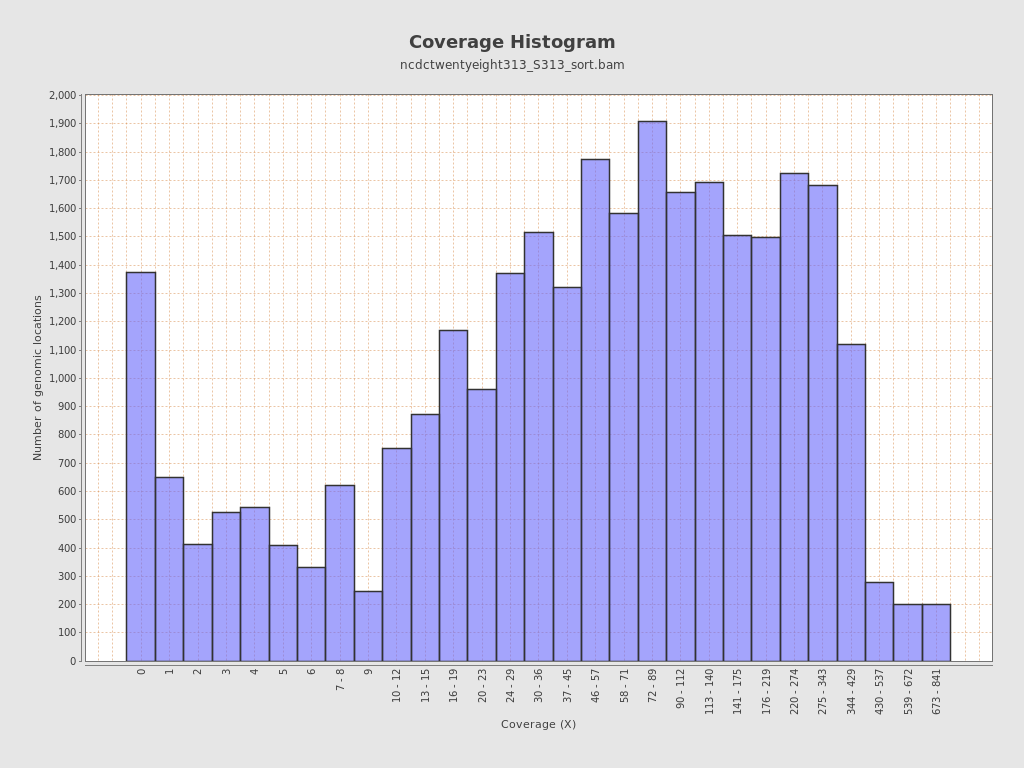 Coverage Histogram
ncdctwentyeight313_S313_sort.bam
2,000
1,900
1,800
1,700
1,600
1,500
1,400
1,300
1,200
1,100
1,000
900
800
700
600
500
400
300
200
100
0
Number of genomic locations
0
1
2
3
4
5
6
7 - 8
9
10 - 12
13 - 15
16 - 19
20 - 23
24 - 29
30 - 36
37 - 45
46 - 57
58 - 71
72 - 89
90 - 112
113 - 140
141 - 175
176 - 219
220 - 274
275 - 343
344 - 429
430 - 537
539 - 672
673 - 841
Coverage (X)